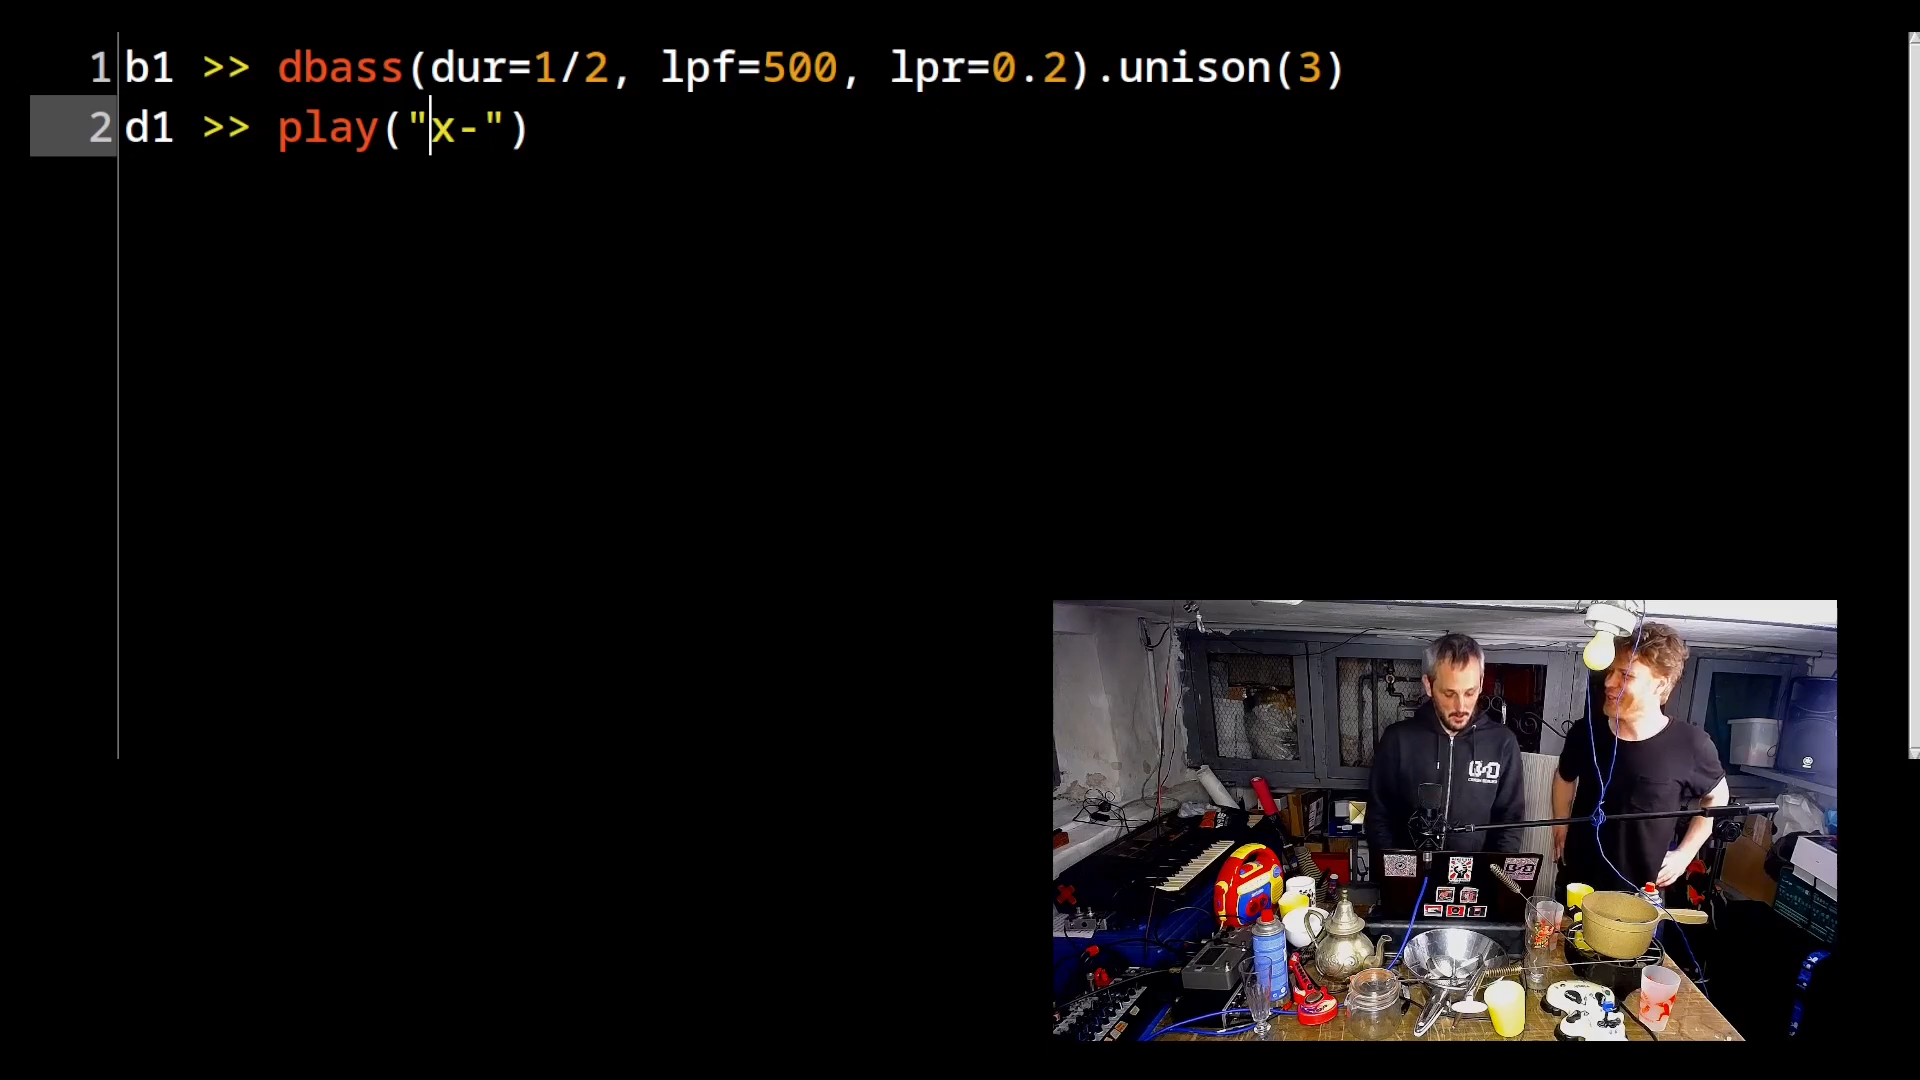 1 b1 >> dbass(dur=1/2, lpf=500, lpr=0.2).unison(3)
2 d1 >> play("x-")